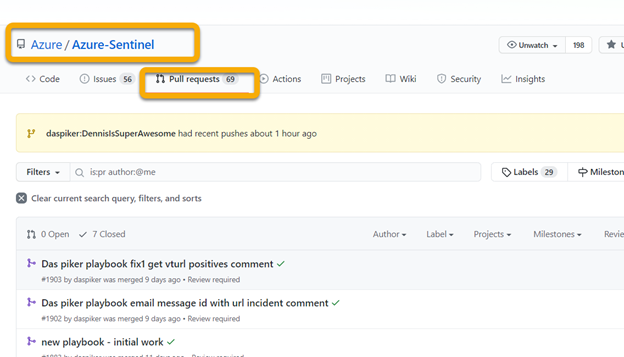 Azure / Azure-Sentinel
Unwatch 198
Code Issues 56 Pull requests 69 Actions Projects Wiki Security Insights
daspiker:DennisIsSuperAwesome had recent pushes about 1 hour ago
Filters is:pr author:@me Labels 29 Mileston
Clear current search query, filters, and sorts
0 Open 7 Closed Author Label Projects Milestones Revie
Das piker playbook fix1 get vturl positives comment
#1903 by daspiker was merged 9 days ago • Review required
Das piker playbook email message id with url incident comment
#1902 by daspiker was merged 9 days ago • Review required
new playbook - initial work